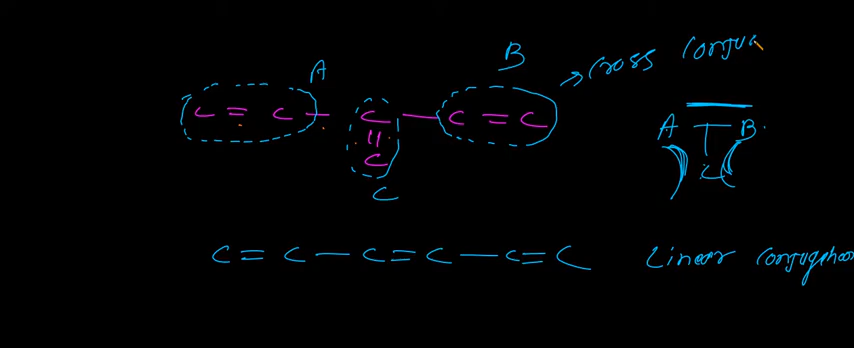 A
B
→ Cross Conjuga
C = C — C — C = C
A T B.
||
C
C
C
C = C — C = C — C = C
Linear Conjugation